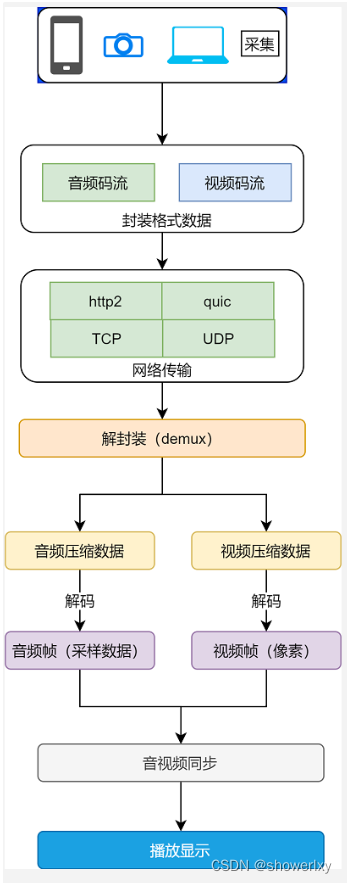 采集
音频码流 视频码流
封装格式数据
http2 quic
TCP UDP
网络传输
解封装（demux）
音频压缩数据 视频压缩数据
解码 解码
音频帧（采样数据） 视频帧（像素）
音视频同步
播放显示
CSDN @showerlxy